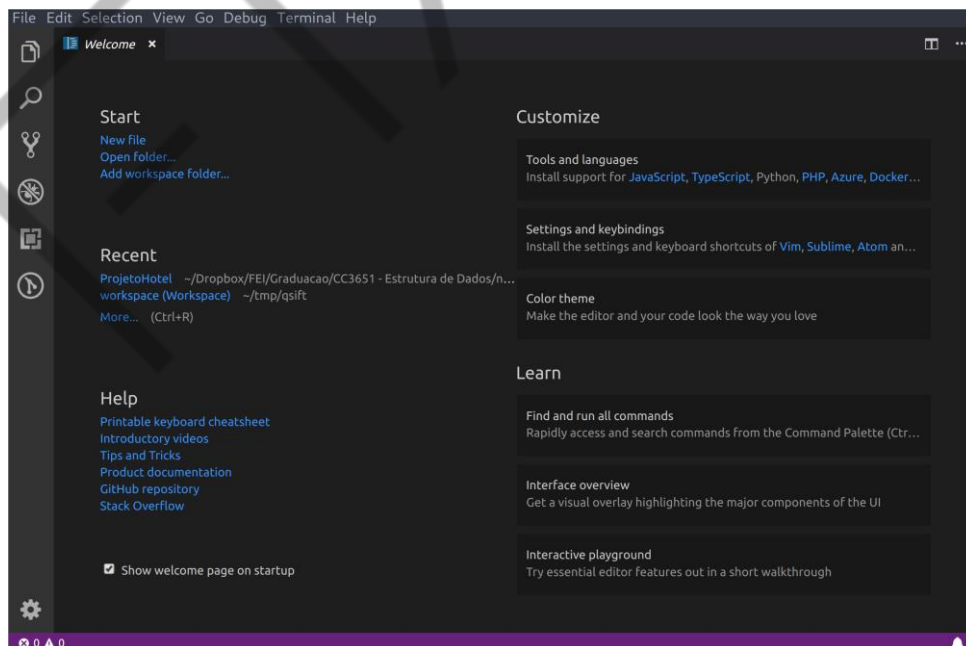 File Edit Selection View Go Debug Terminal Help
Welcome
Start
New file
Open folder...
Add workspace folder...
Recent
ProjetoHotel ~/Dropbox/FEI/Graduacao/CC3651 - Estrutura de Dados/n...
workspace (Workspace) ~/tmp/qsift
More... (Ctrl+R)
Help
Printable keyboard cheatsheet
Introductory videos
Tips and Tricks
Product documentation
GitHub repository
Stack Overflow
Show welcome page on startup
Customize
Tools and languages
Install support for JavaScript, TypeScript, Python, PHP, Azure, Docker...
Settings and keybindings
Install the settings and keyboard shortcuts of Vim, Sublime, Atom an...
Color theme
Make the editor and your code look the way you love
Learn
Find and run all commands
Rapidly access and search commands from the Command Palette (Ctr...
Interface overview
Get a visual overlay highlighting the major components of the UI
Interactive playground
Try essential editor features out in a short walkthrough
0 0